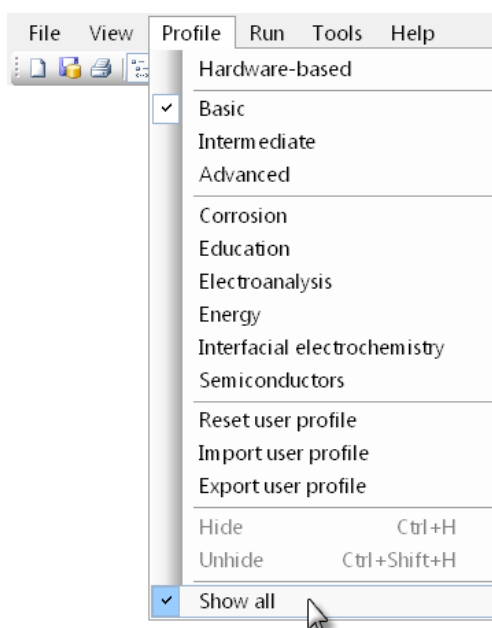 File View Profile Run Tools Help
Hardware-based
Basic
Intermediate
Advanced
Corrosion
Education
Electroanalysis
Energy
Interfacial electrochemistry
Semiconductors
Reset user profile
Import user profile
Export user profile
Hide Ctrl+H
Unhide Ctrl+Shift+H
Show all